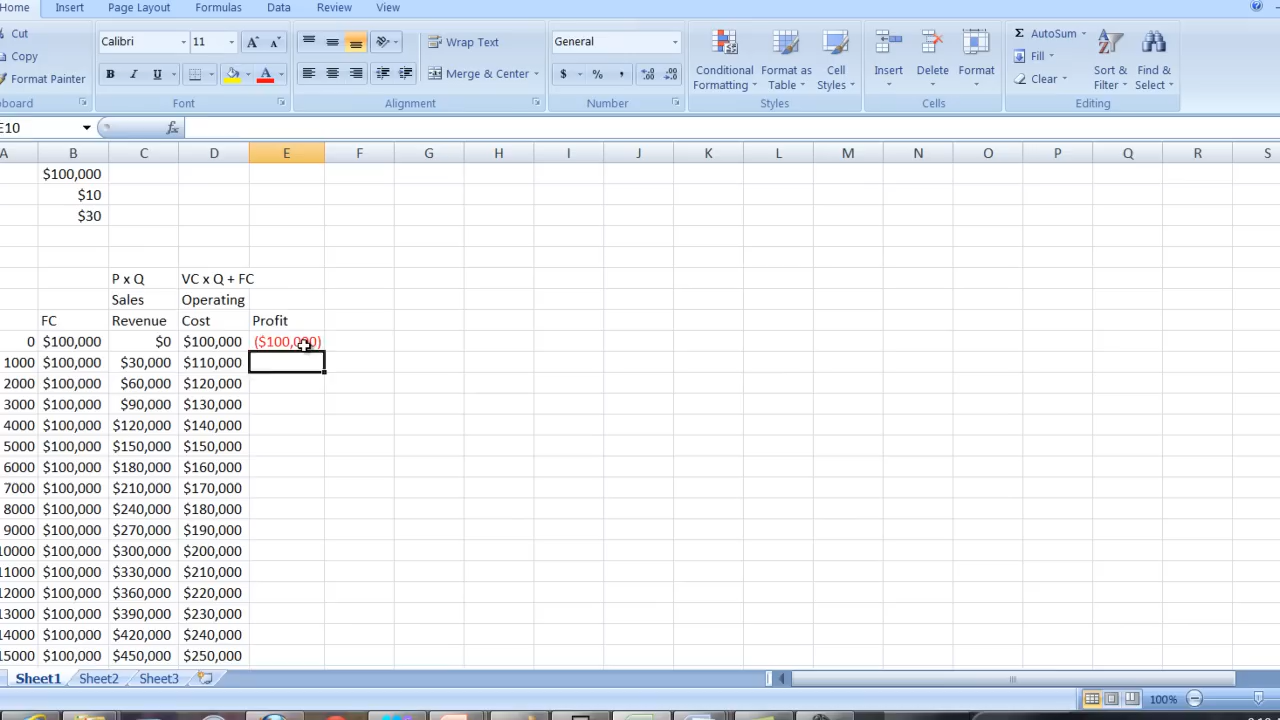 Home Insert Page Layout Formulas Data Review View
Cut
Copy
Format Painter
Calibri 11
Wrap Text
Merge & Center
General
Conditional Formatting
Format as Table
Cell Styles
Insert
Delete
Format
AutoSum
Fill
Clear
Sort & Filter
Find & Select
pboard Font Alignment Number Styles Cells Editing
E10 fx
A B C D E F G H I J K L M N O P Q R S
$100,000
$10
$30
P x Q VC x Q + FC
Sales Operating
FC Revenue Cost Profit
0 $100,000 $0 $100,000 ($100,000)
1000 $100,000 $30,000 $110,000
2000 $100,000 $60,000 $120,000
3000 $100,000 $90,000 $130,000
4000 $100,000 $120,000 $140,000
5000 $100,000 $150,000 $150,000
6000 $100,000 $180,000 $160,000
7000 $100,000 $210,000 $170,000
8000 $100,000 $240,000 $180,000
9000 $100,000 $270,000 $190,000
10000 $100,000 $300,000 $200,000
11000 $100,000 $330,000 $210,000
12000 $100,000 $360,000 $220,000
13000 $100,000 $390,000 $230,000
14000 $100,000 $420,000 $240,000
15000 $100,000 $450,000 $250,000
Sheet1 Sheet2 Sheet3
100%